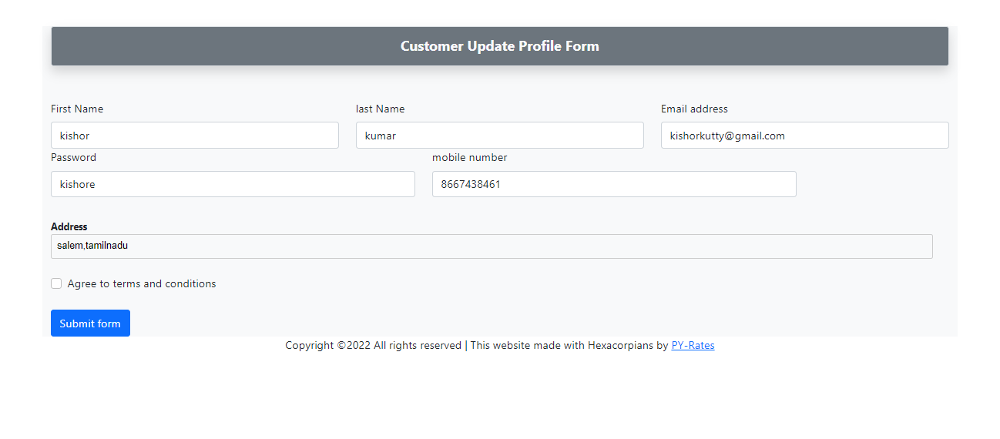 Customer Update Profile Form
First Name last Name Email address
kishor kumar kishorkutty@gmail.com
Password mobile number
kishore 8667438461
Address
salem,tamilnadu
Agree to terms and conditions
Submit form
Copyright ©2022 All rights reserved | This website made with Hexacorpians by PY-Rates